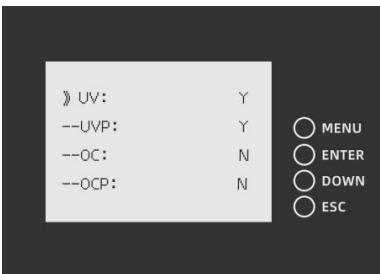 》UV: Y
--UVP: Y
--OC: N
--OCP: N
MENU
ENTER
DOWN
ESC